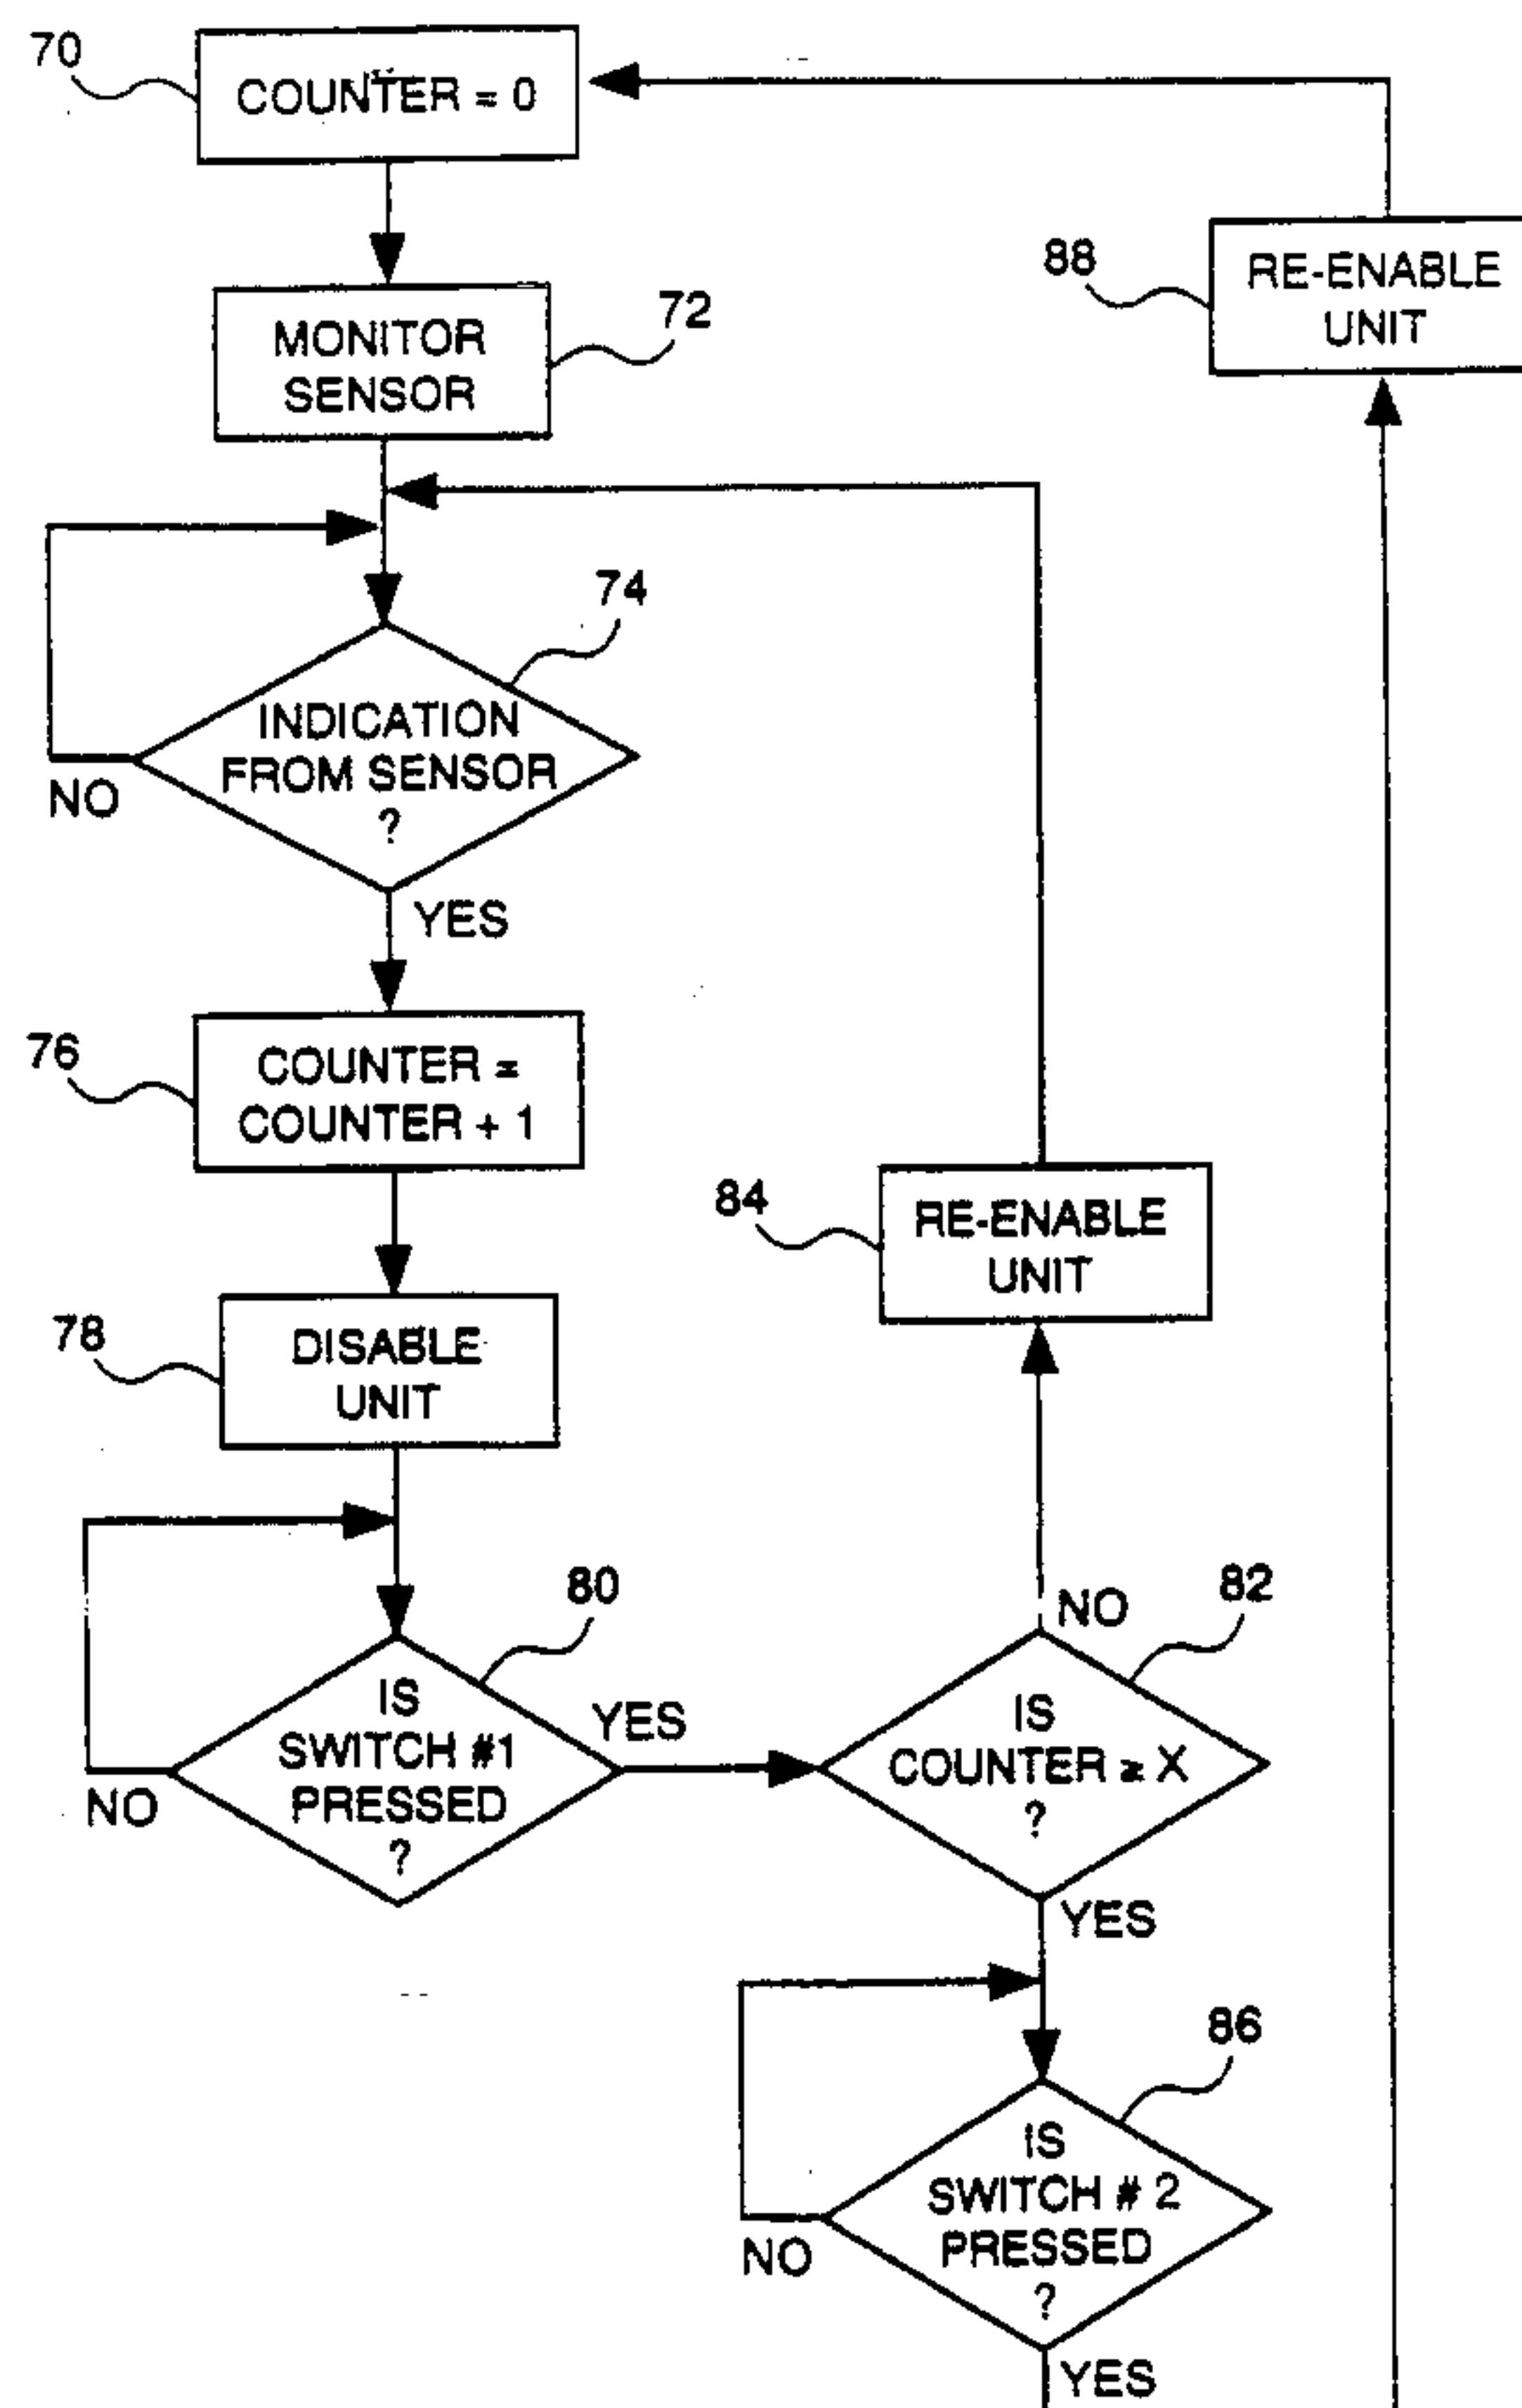 70
COUNTER = 0
88
RE-ENABLE
UNIT
72
MONITOR
SENSOR
74
INDICATION
FROM SENSOR
?
NO
YES
76
COUNTER =
COUNTER + 1
84
RE-ENABLE
UNIT
78
DISABLE
UNIT
80
IS
SWITCH #1
PRESSED
?
NO
YES
82
NO
IS
COUNTER ≥ X
?
YES
86
IS
SWITCH # 2
PRESSED
?
NO
YES